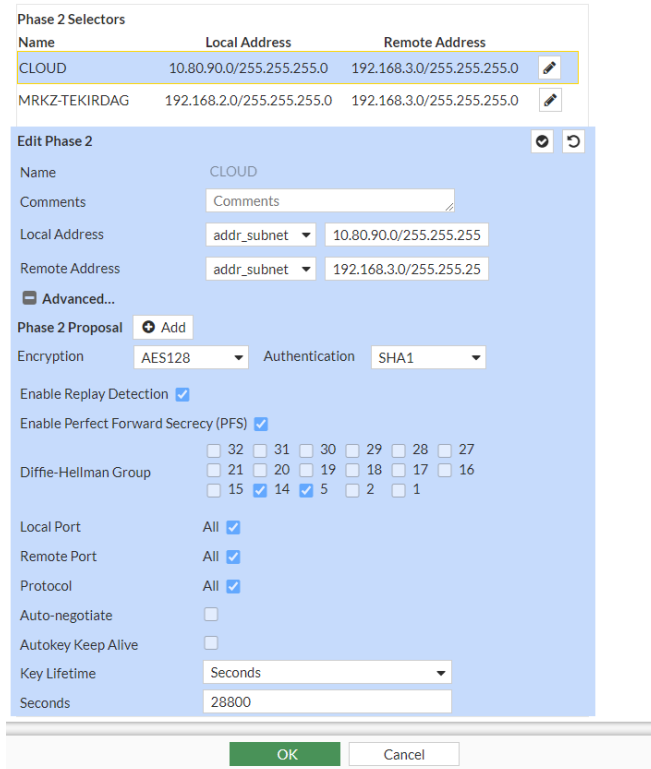 Phase 2 Selectors
Name Local Address Remote Address
CLOUD 10.80.90.0/255.255.255.0 192.168.3.0/255.255.255.0
MRKZ-TEKIRDAG 192.168.2.0/255.255.255.0 192.168.3.0/255.255.255.0
Edit Phase 2
Name CLOUD
Comments Comments
Local Address addr_subnet 10.80.90.0/255.255.255
Remote Address addr_subnet 192.168.3.0/255.255.25
Advanced...
Phase 2 Proposal Add
Encryption AES128 Authentication SHA1
Enable Replay Detection
Enable Perfect Forward Secrecy (PFS)
32 31 30 29 28 27
Diffie-Hellman Group 21 20 19 18 17 16
15 14 5 2 1
Local Port All
Remote Port All
Protocol All
Auto-negotiate
Autokey Keep Alive
Key Lifetime Seconds
Seconds 28800
OK Cancel